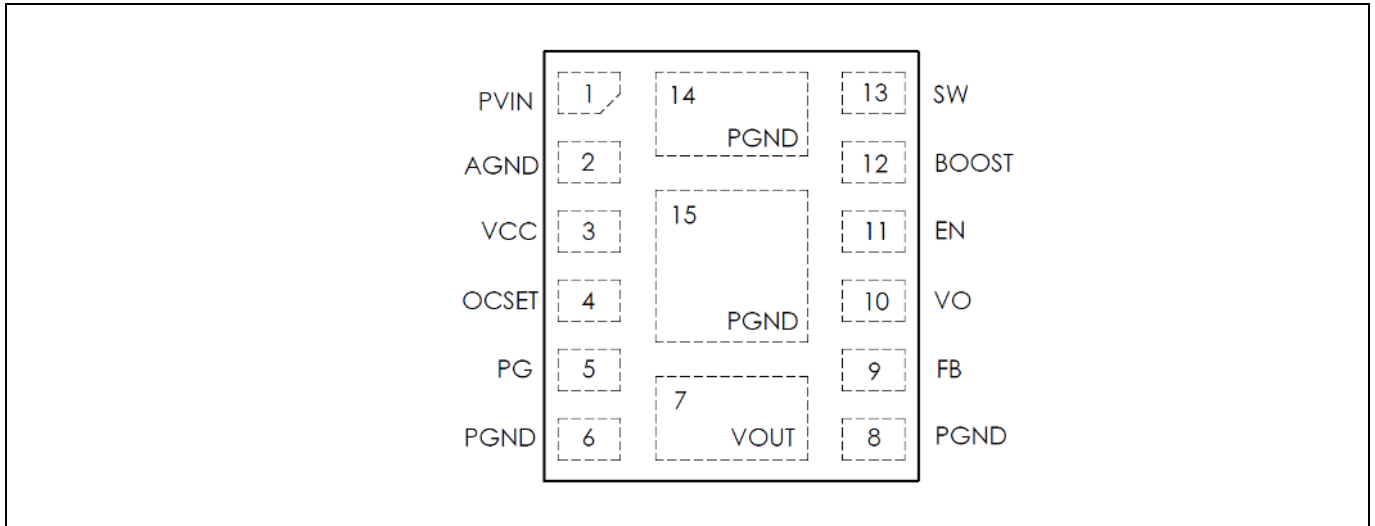 PVIN 1 14 13 SW
PGND
AGND 2 12 BOOST
15
VCC 3 11 EN
OCSET 4 10 VO
PGND
PG 5 9 FB
7
PGND 6 VOUT 8 PGND